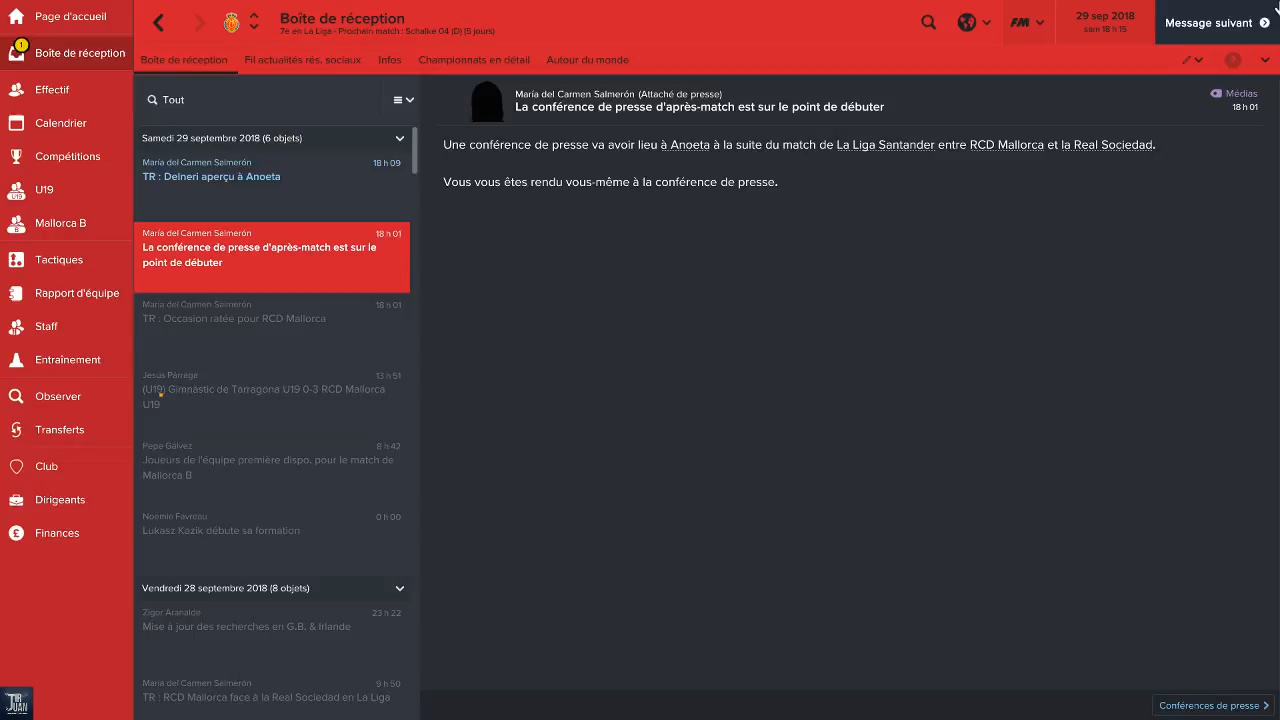 Page d'accueil
1
Boîte de réception
Effectif
Calendrier
Compétitions
U19
Mallorca B
Tactiques
Rapport d'équipe
Staff
Entraînement
Observer
Transferts
Club
Dirigeants
Finances
Boîte de réception
7e en La Liga - Prochain match : Schalke 04 (D) (5 jours)
FM
29 sep 2018
sam 18 h 15
Message suivant
Boîte de réception
Fil actualités rés. sociaux
Infos
Championnats en détail
Autour du monde
Tout
Samedi 29 septembre 2018 (6 objets)
María del Carmen Salmerón 18 h 09
TR : Delneri aperçu à Anoeta
María del Carmen Salmerón 18 h 01
La conférence de presse d'après-match est sur le
point de débuter
María del Carmen Salmerón 18 h 01
TR : Occasion ratée pour RCD Mallorca
Jesús Párraga 13 h 51
(U19) Gimnàstic de Tarragona U19 0-3 RCD Mallorca
U19
Pepe Gálvez 8 h 42
Joueurs de l'équipe première dispo. pour le match de
Mallorca B
Noemie Favreau 0 h 00
Lukasz Kazik débute sa formation
Vendredi 28 septembre 2018 (8 objets)
Zigor Aranalde 23 h 22
Mise à jour des recherches en G.B. & Irlande
María del Carmen Salmerón 9 h 50
TR : RCD Mallorca face à la Real Sociedad en La Liga
María del Carmen Salmerón (Attaché de presse)
La conférence de presse d'après-match est sur le point de débuter
Médias
18 h 01
Une conférence de presse va avoir lieu à Anoeta à la suite du match de La Liga Santander entre RCD Mallorca et la Real Sociedad.
Vous vous êtes rendu vous-même à la conférence de presse.
Conférences de presse